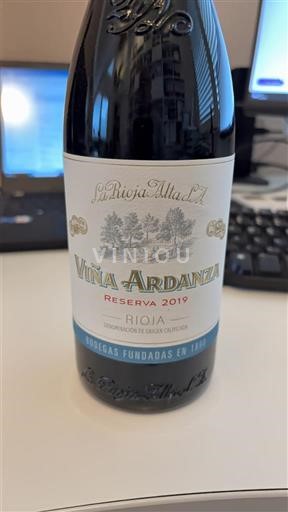 La Rioja Alta, S.A.
VINIOU
VIÑA ARDANZA
RESERVA 2019
RIOJA
DENOMINACIÓN DE ORIGEN CALIFICADA
BODEGAS FUNDADAS EN 1890
La Rioja Alta, S.A.